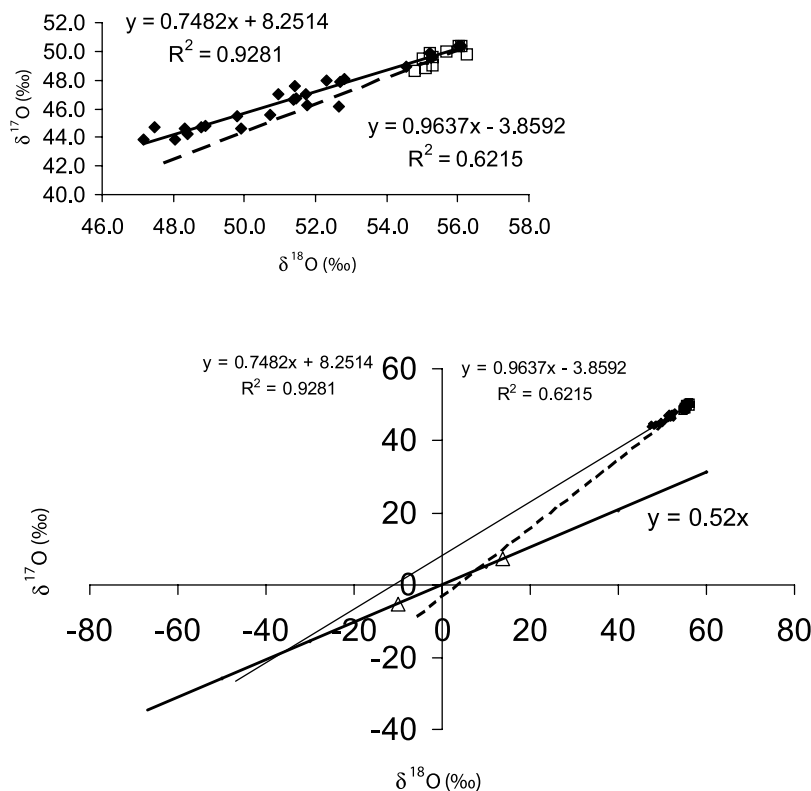 y = 0.7482x + 8.2514
R² = 0.9281
y = 0.9637x - 3.8592
R² = 0.6215
52.0
50.0
48.0
46.0
44.0
42.0
40.0
δ¹⁷O (‰)
46.0 48.0 50.0 52.0 54.0 56.0 58.0
δ¹⁸O (‰)
y = 0.7482x + 8.2514
R² = 0.9281
y = 0.9637x - 3.8592
R² = 0.6215
60
40
20
0
-20
-40
y = 0.52x
δ¹⁷O (‰)
-80 -60 -40 -20 0 20 40 60 80
δ¹⁸O (‰)